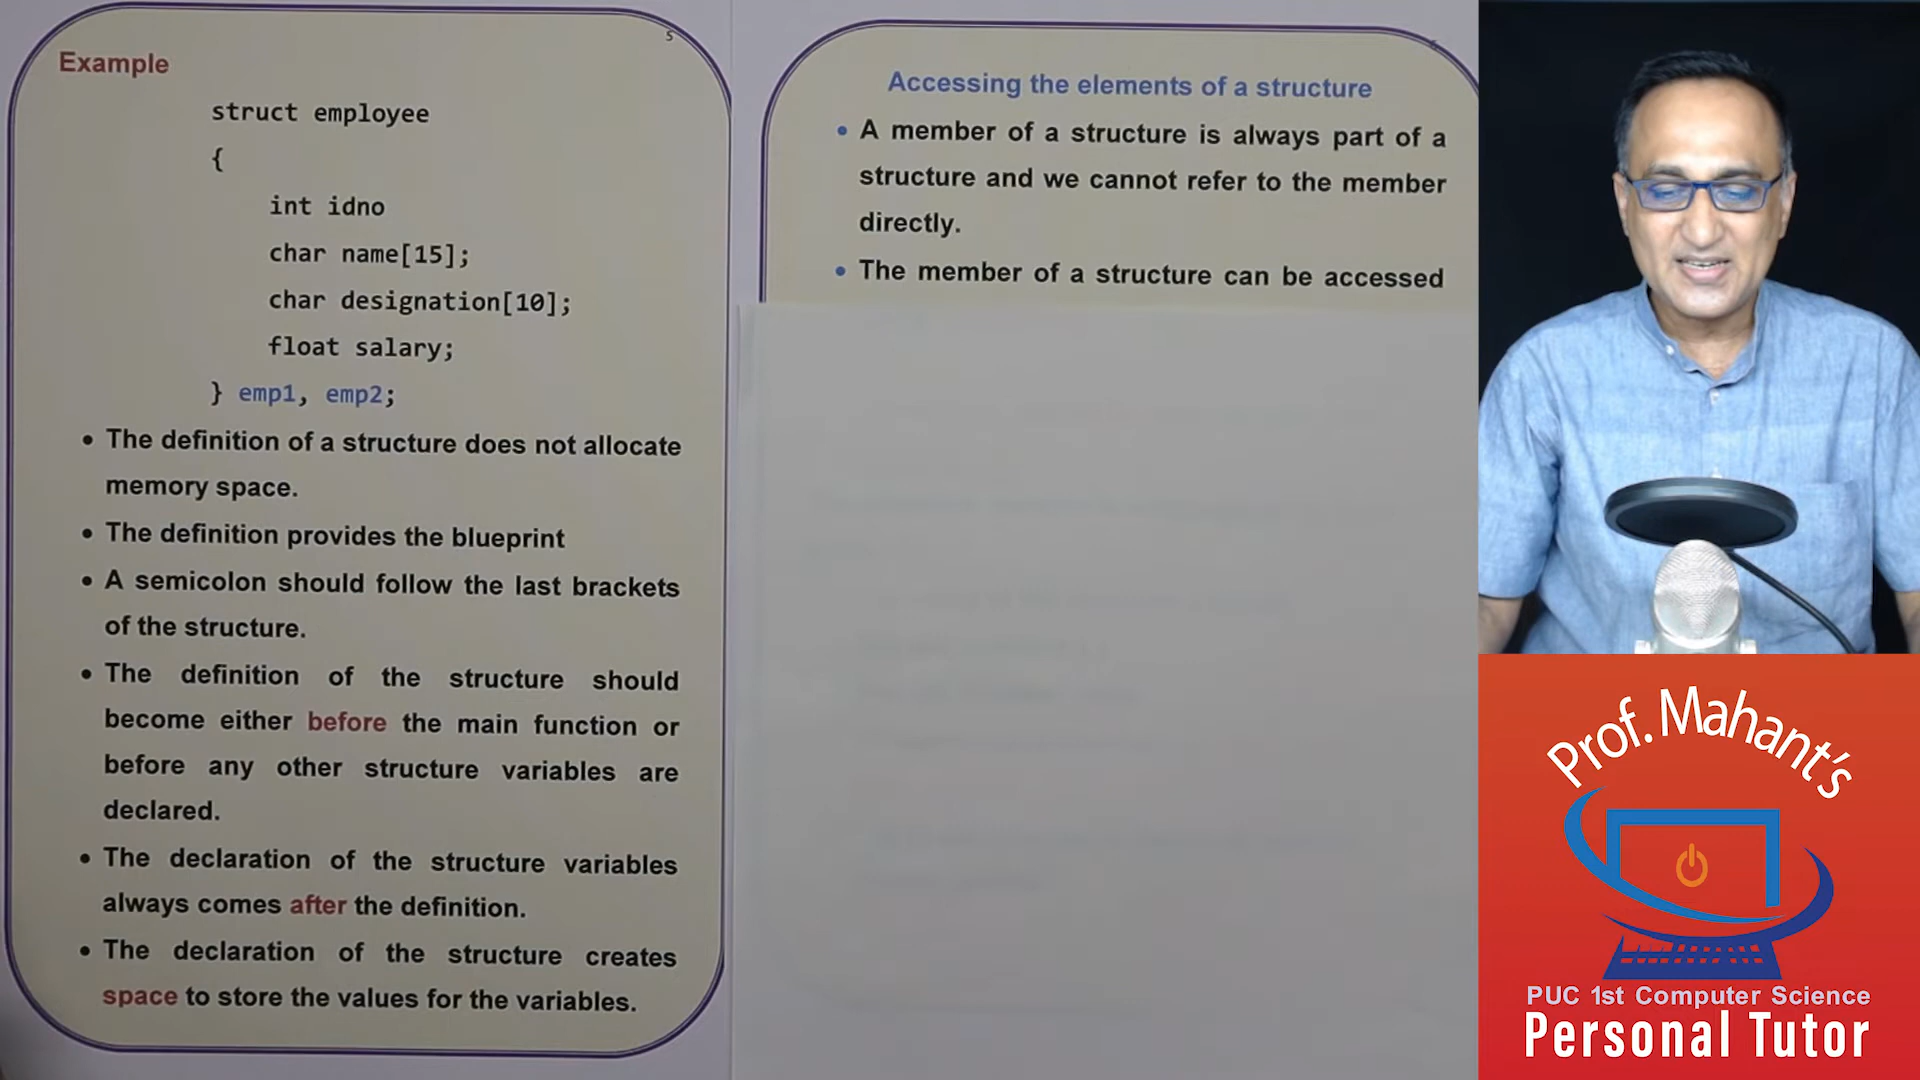 5
Example
struct employee
{
int idno
char name[15];
char designation[10];
float salary;
} emp1, emp2;
• The definition of a structure does not allocate
memory space.
• The definition provides the blueprint
• A semicolon should follow the last brackets
of the structure.
• The definition of the structure should
become either before the main function or
before any other structure variables are
declared.
• The declaration of the structure variables
always comes after the definition.
• The declaration of the structure creates
space to store the values for the variables.
Accessing the elements of a structure
• A member of a structure is always part of a
structure and we cannot refer to the member
directly.
• The member of a structure can be accessed
Prof. Mahant's
PUC 1st Computer Science
Personal Tutor